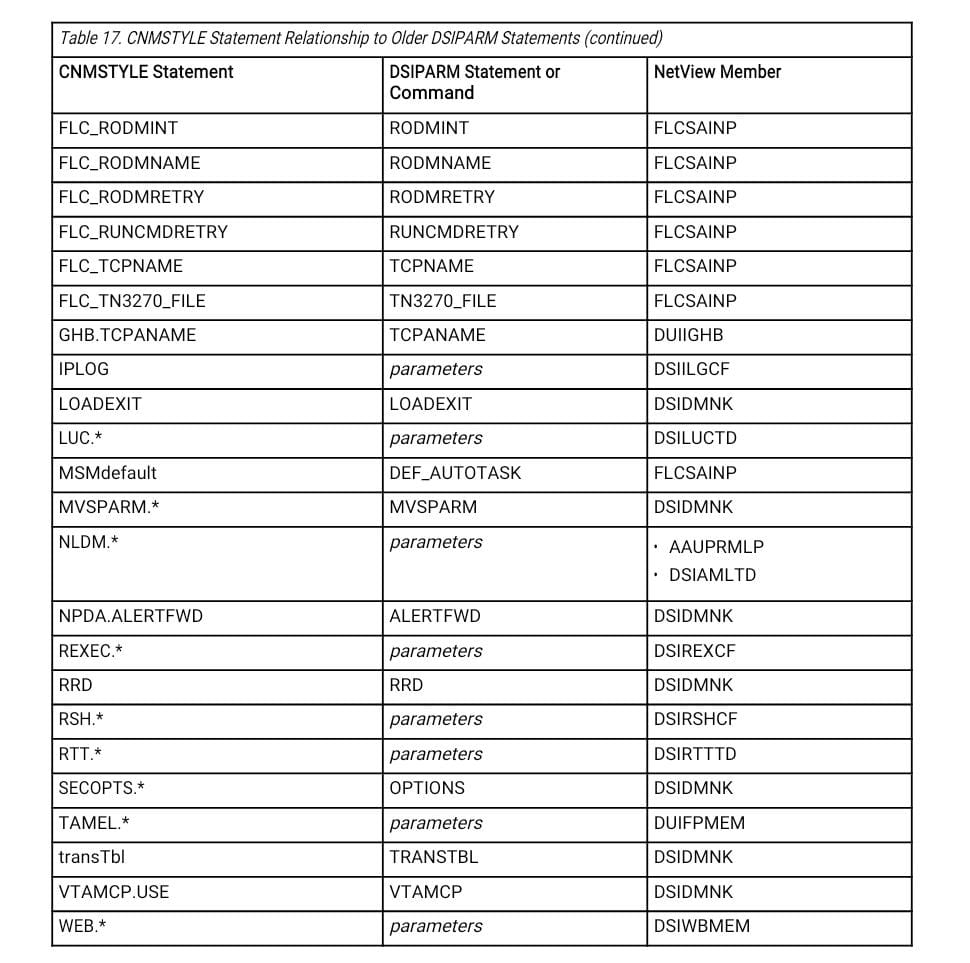 Table 17. CNMSTYLE Statement Relationship to Older DSIPARM Statements (continued)
CNMSTYLE Statement DSIPARM Statement or Command NetView Member
FLC_RODMINT RODMINT FLCSAINP
FLC_RODMNAME RODMNAME FLCSAINP
FLC_RODMRETRY RODMRETRY FLCSAINP
FLC_RUNCMDRETRY RUNCMDRETRY FLCSAINP
FLC_TCPNAME TCPNAME FLCSAINP
FLC_TN3270_FILE TN3270_FILE FLCSAINP
GHB.TCPANAME TCPANAME DUIIGHB
IPLOG parameters DSIILGCF
LOADEXIT LOADEXIT DSIDMNK
LUC.* parameters DSILUCTD
MSMdefault DEF_AUTOTASK FLCSAINP
MVSPARM.* MVSPARM DSIDMNK
NLDM.* parameters • AAUPRMLP
• DSIAMLTD
NPDA.ALERTFWD ALERTFWD DSIDMNK
REXEC.* parameters DSIREXCF
RRD RRD DSIDMNK
RSH.* parameters DSIRSHCF
RTT.* parameters DSIRTTTD
SECOPTS.* OPTIONS DSIDMNK
TAMEL.* parameters DUIFPMEM
transTbl TRANSTBL DSIDMNK
VTAMCP.USE VTAMCP DSIDMNK
WEB.* parameters DSIWBMEM